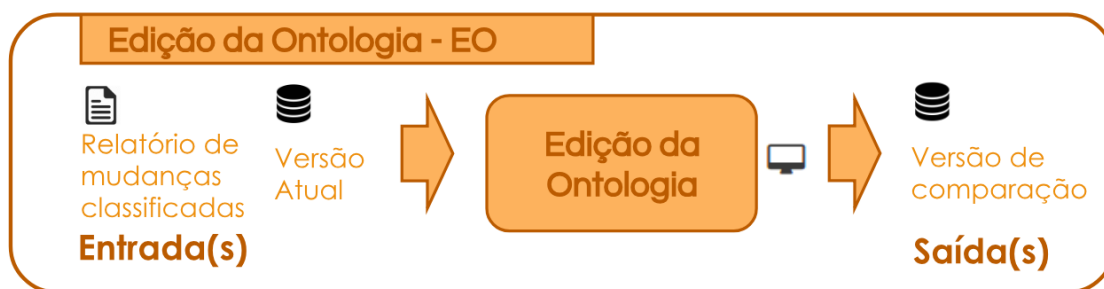 Edição da Ontologia - EO
Relatório de
mudanças
classificadas
Versão
Atual
Entrada(s)
Edição da
Ontologia
Versão de
comparação
Saída(s)